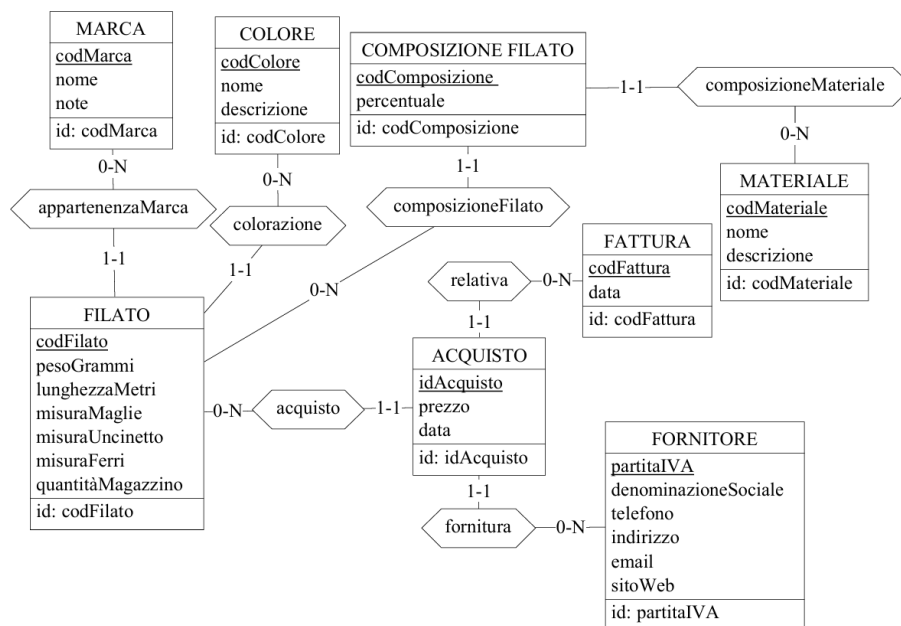 MARCA
codMarca
nome
note
id: codMarca
COLORE
codColore
nome
descrizione
id: codColore
COMPOSIZIONE FILATO
codComposizione
percentuale
id: codComposizione
1-1
composizioneMateriale
0-N
0-N
1-1
0-N
appartenenzaMarca
colorazione
composizioneFilato
MATERIALE
codMateriale
nome
descrizione
id: codMateriale
1-1
1-1
0-N
relativa
0-N
FATTURA
codFattura
data
id: codFattura
1-1
FILATO
codFilato
pesoGrammi
lunghezzaMetri
misuraMaglie
misuraUncinetto
misuraFerri
quantitàMagazzino
id: codFilato
0-N
acquisto
1-1
ACQUISTO
idAcquisto
prezzo
data
id: idAcquisto
1-1
fornitura
0-N
FORNITORE
partitaIVA
denominazioneSociale
telefono
indirizzo
email
sitoWeb
id: partitaIVA